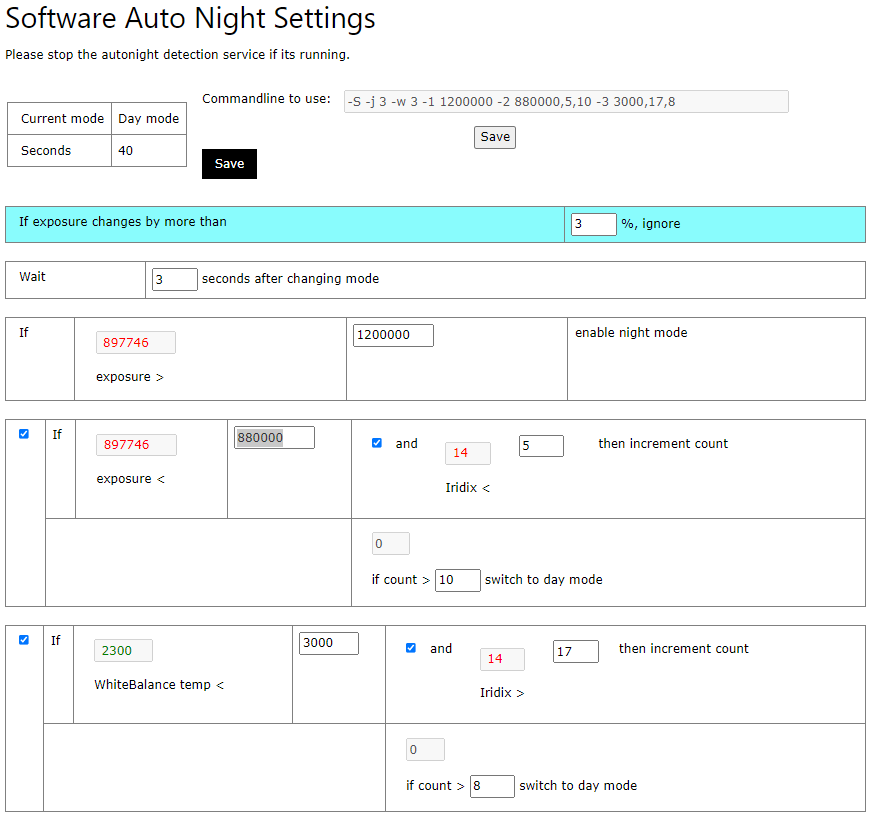 Software Auto Night Settings
Please stop the autonight detection service if its running.
Current mode Day mode
Seconds 40
Commandline to use: -S -j 3 -w 3 -1 1200000 -2 880000,5,10 -3 3000,17,8
Save
Save
If exposure changes by more than 3 %, ignore
Wait 3 seconds after changing mode
If 897746 1200000 enable night mode
exposure >
If 897746 880000 and 14 5 then increment count
exposure < Iridix <
0
if count > 10 switch to day mode
If 2300 3000 and 14 17 then increment count
WhiteBalance temp < Iridix >
0
if count > 8 switch to day mode